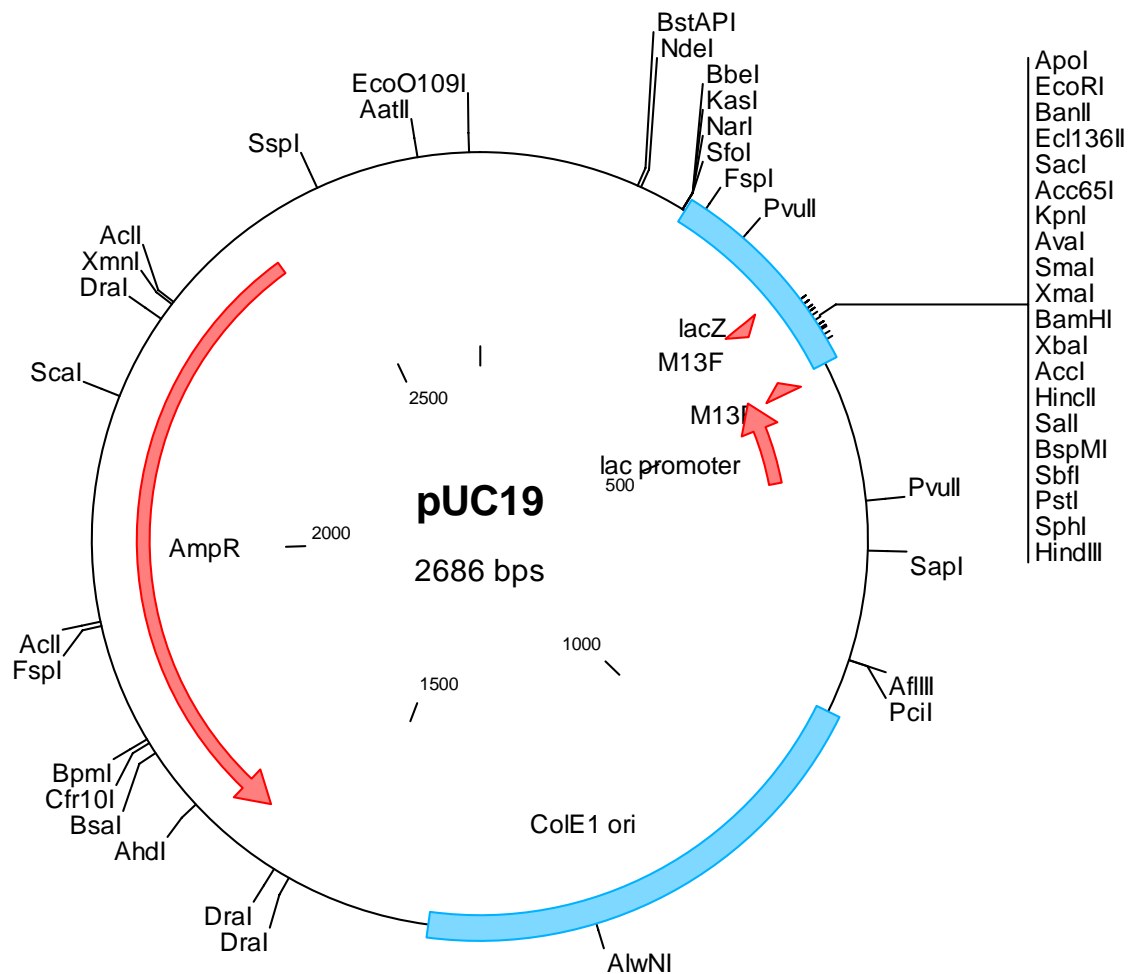 BstAPI
NdeI
BbeI
KasI
NarI
SfoI
FspI
PvuII
ApoI
EcoRI
BanII
Ecl136II
SacI
Acc65I
KpnI
AvaI
SmaI
XmaI
BamHI
XbaI
AccI
HincII
SalI
BspMI
SbfI
PstI
SphI
HindIII
EcoO109I
AatII
SspI
AclI
XmnI
DraI
ScaI
lacZ
M13F
M13
lac promoter
500
2500
2000
1500
1000
pUC19
2686 bps
AmpR
PvuII
SapI
AflIII
PciI
AclI
FspI
BpmI
Cfr10I
BsaI
AhdI
DraI
DraI
ColE1 ori
AlwNI